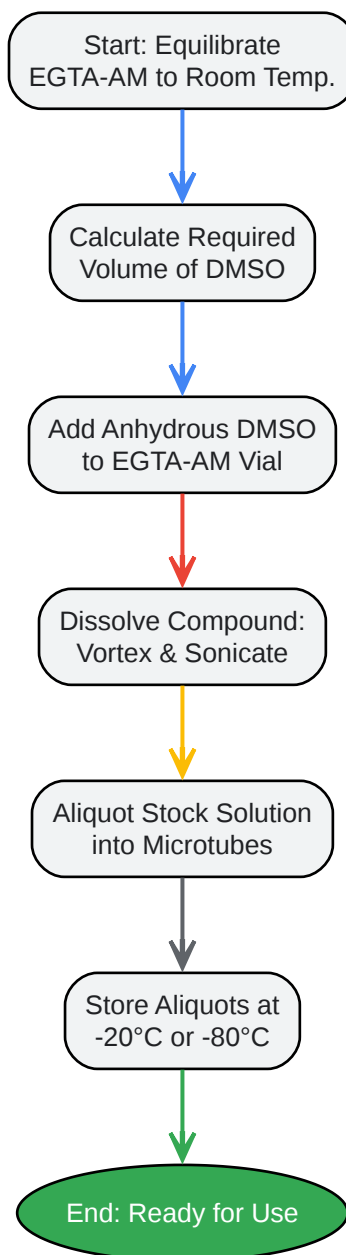 Start: Equilibrate
EGTA-AM to Room Temp.
Calculate Required
Volume of DMSO
Add Anhydrous DMSO
to EGTA-AM Vial
Dissolve Compound:
Vortex & Sonicate
Aliquot Stock Solution
into Microtubes
Store Aliquots at
-20°C or -80°C
End: Ready for Use